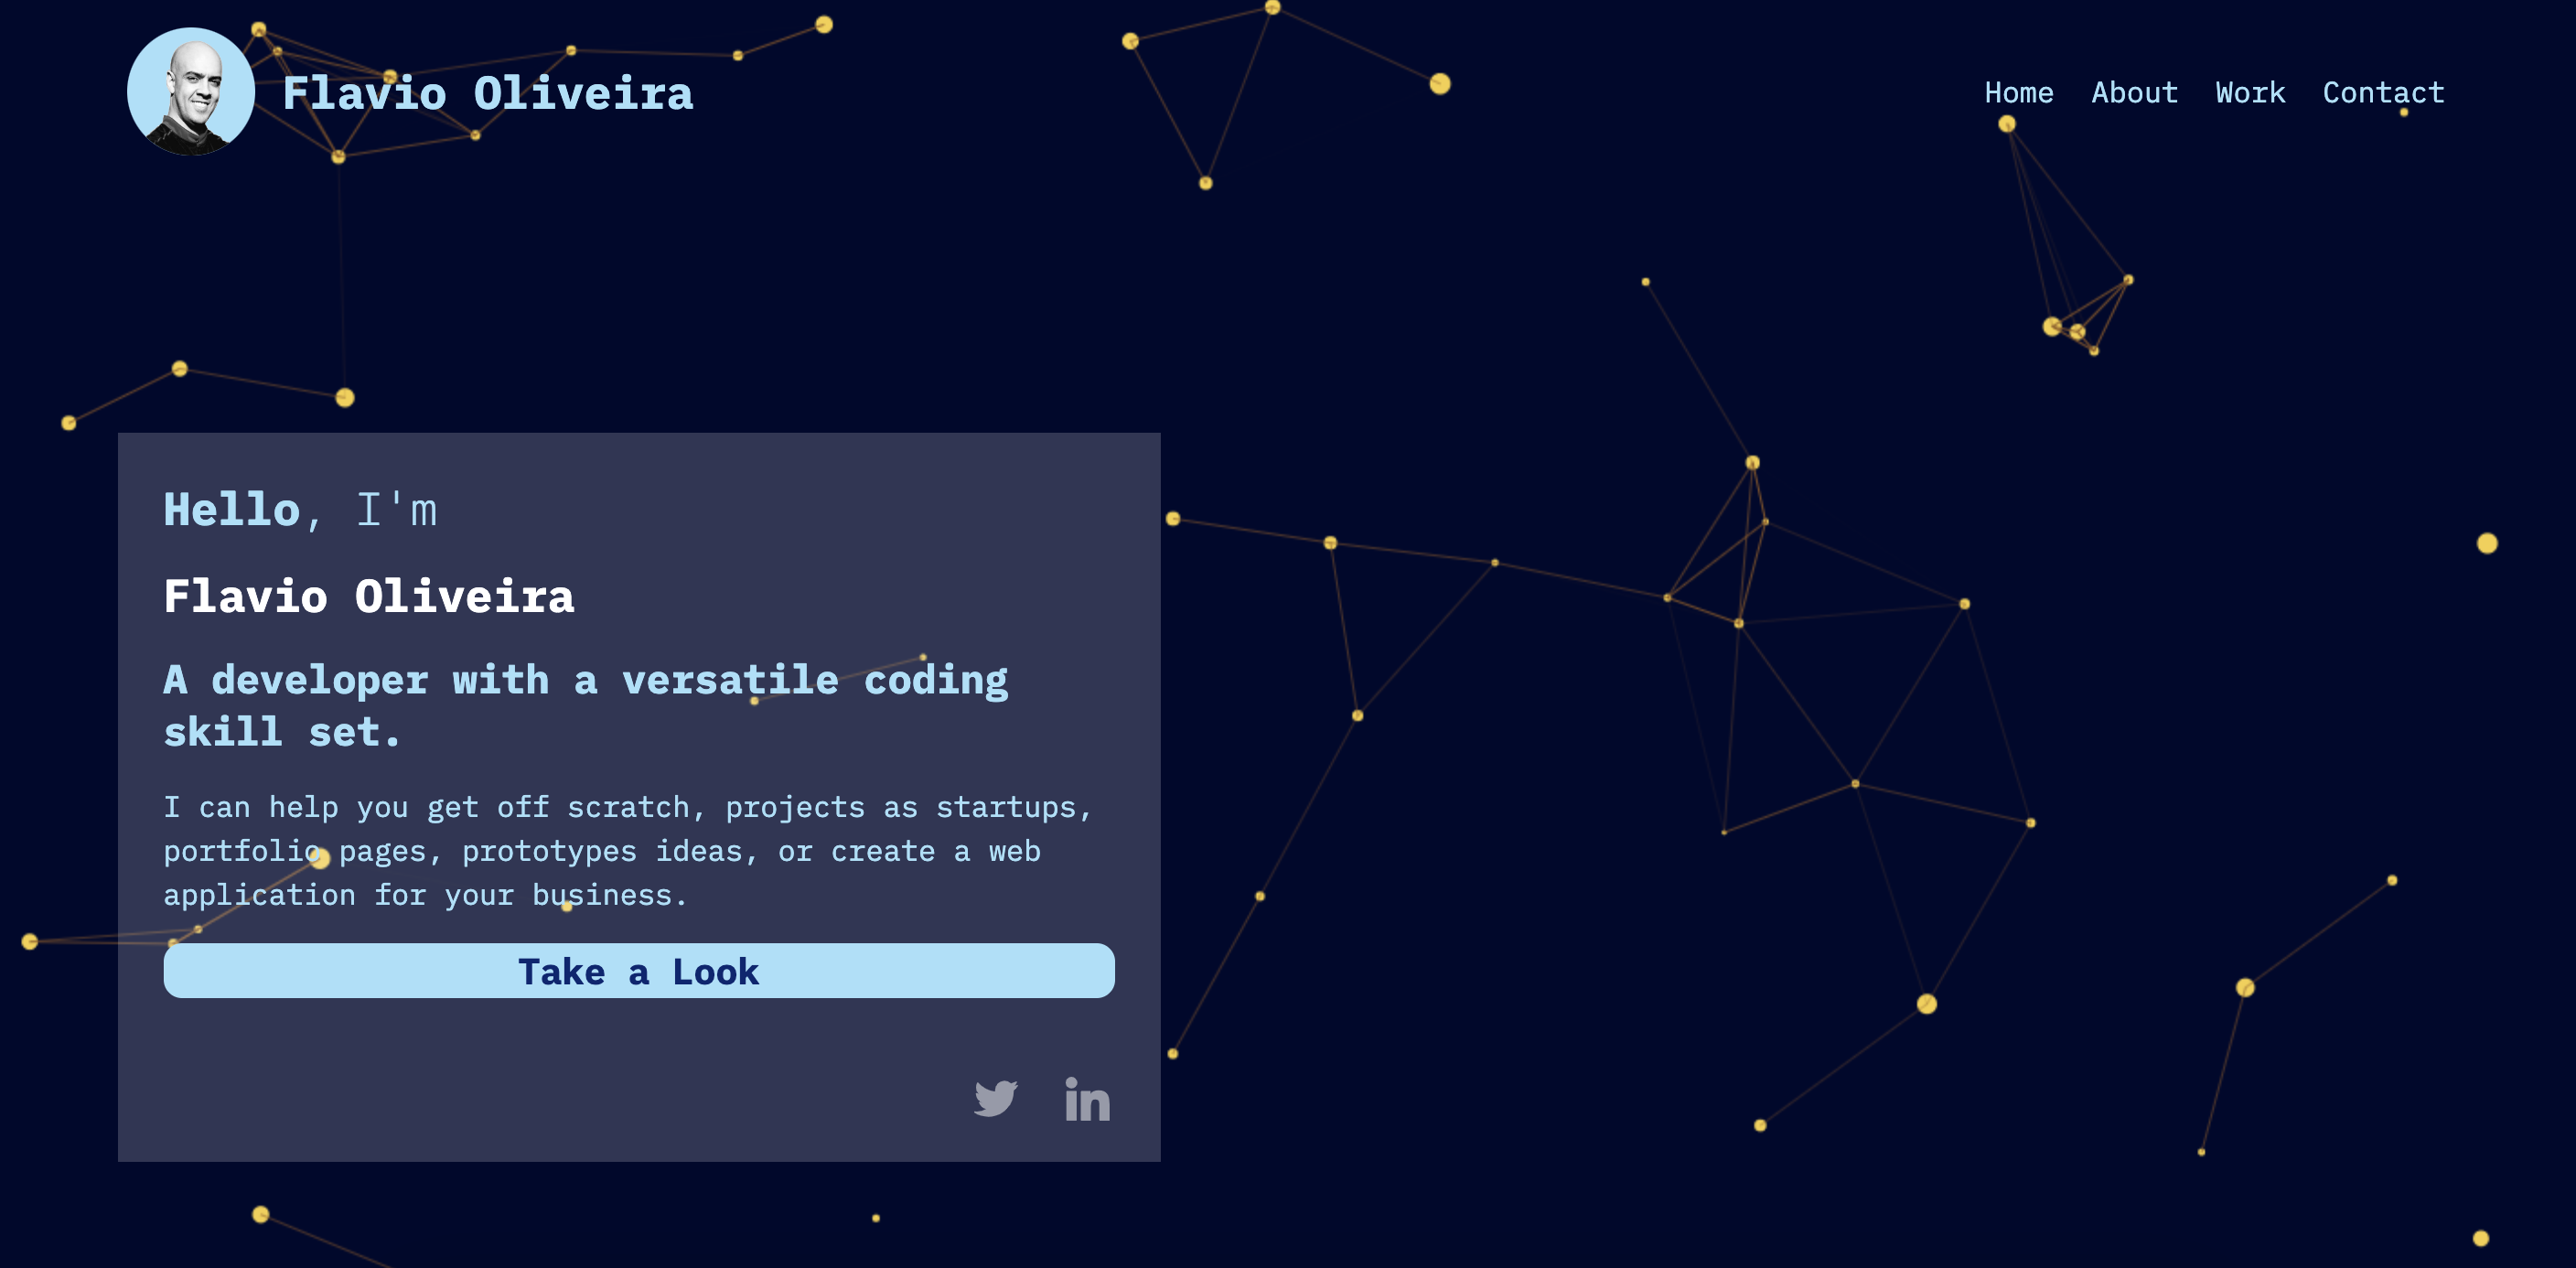 Flavio Oliveira
Home About Work Contact
Hello, I'm
Flavio Oliveira
A developer with a versatile coding
skill set.
I can help you get off scratch, projects as startups,
portfolio pages, prototypes ideas, or create a web
application for your business.
Take a Look
in